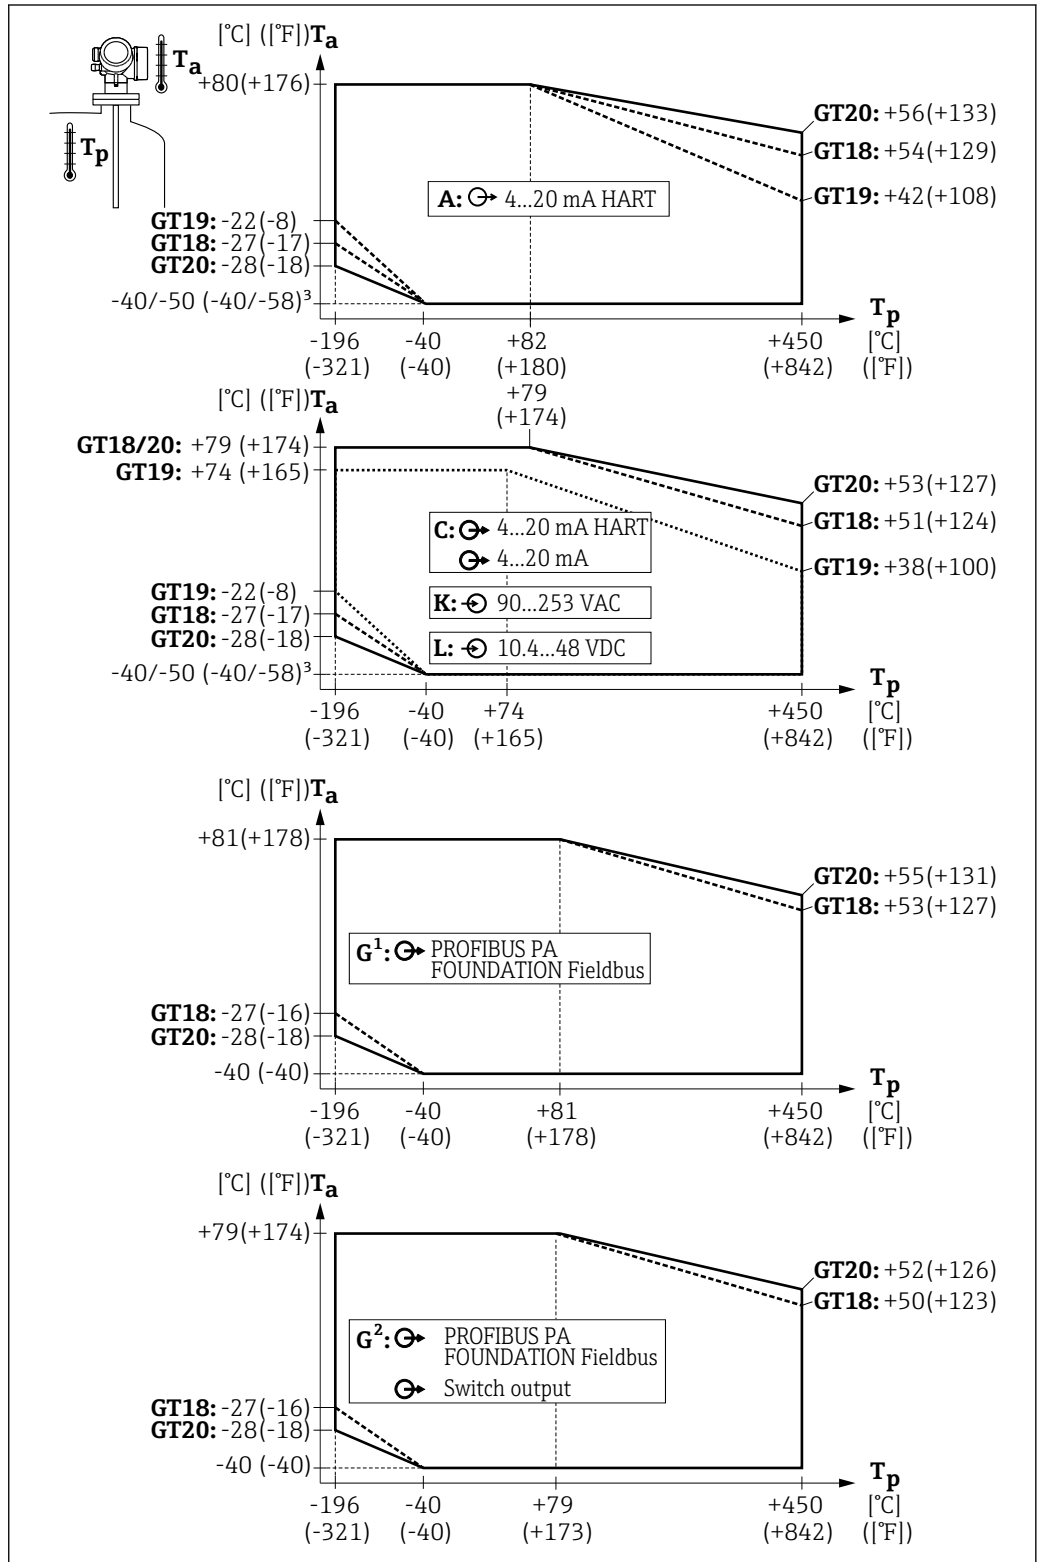 [°C] ([°F])Ta
Ta
+80(+176)
Tp
GT20: +56(+133)
GT18: +54(+129)
GT19: +42(+108)
A: 4...20 mA HART
GT19: -22(-8)
GT18: -27(-17)
GT20: -28(-18)
-40/-50 (-40/-58)³
Tp
-196 -40 +82 +450 [°C]
(-321) (-40) (+180) (+842) ([°F])
+79
(+174)
[°C] ([°F])Ta
GT18/20: +79 (+174)
GT19: +74 (+165)
GT20: +53(+127)
GT18: +51(+124)
GT19: +38(+100)
C: 4...20 mA HART
4...20 mA
K: 90...253 VAC
L: 10.4...48 VDC
GT19: -22(-8)
GT18: -27(-17)
GT20: -28(-18)
-40/-50 (-40/-58)³
Tp
-196 -40 +74 +450 [°C]
(-321) (-40) (+165) (+842) ([°F])
[°C] ([°F])Ta
+81(+178)
GT20: +55(+131)
GT18: +53(+127)
G¹: PROFIBUS PA
FOUNDATION Fieldbus
GT18: -27(-16)
GT20: -28(-18)
-40 (-40)
Tp
-196 -40 +81 +450 [°C]
(-321) (-40) (+178) (+842) ([°F])
[°C] ([°F])Ta
+79(+174)
GT20: +52(+126)
GT18: +50(+123)
G²: PROFIBUS PA
FOUNDATION Fieldbus
Switch output
GT18: -27(-16)
GT20: -28(-18)
-40 (-40)
Tp
-196 -40 +79 +450 [°C]
(-321) (-40) (+173) (+842) ([°F])